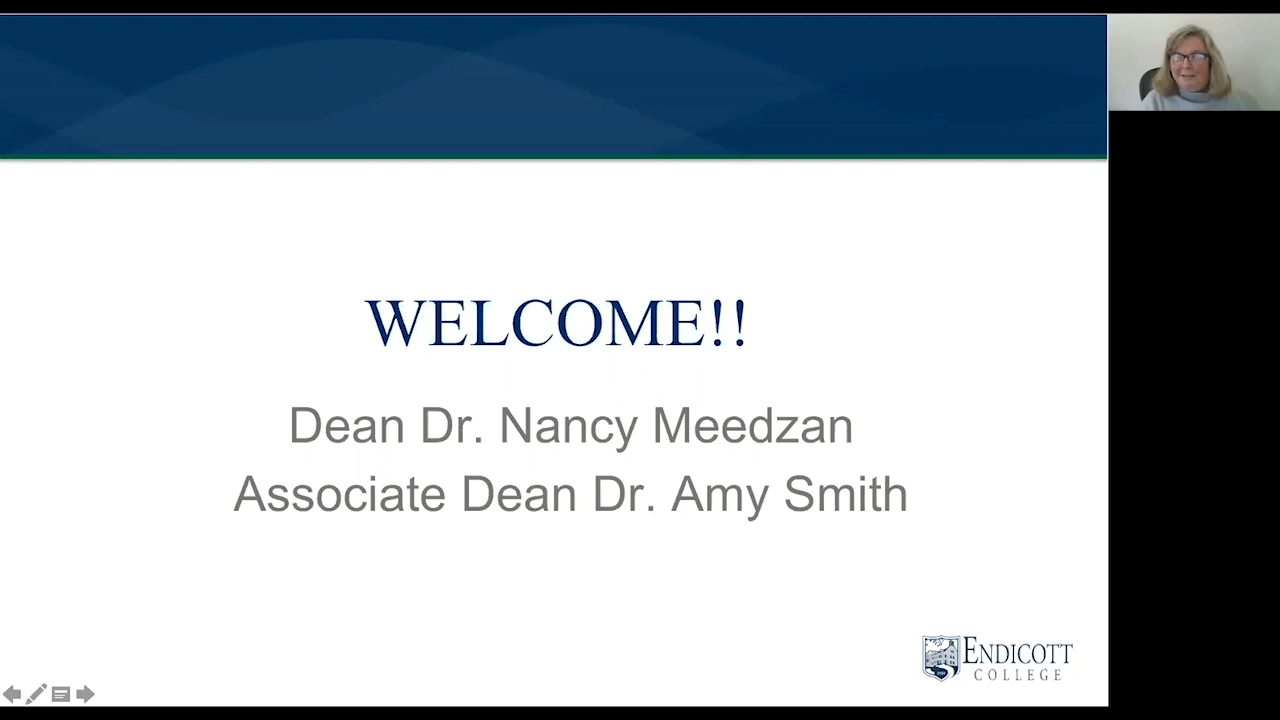 WELCOME!!
Dean Dr. Nancy Meedzan
Associate Dean Dr. Amy Smith
ENDICOTT
COLLEGE